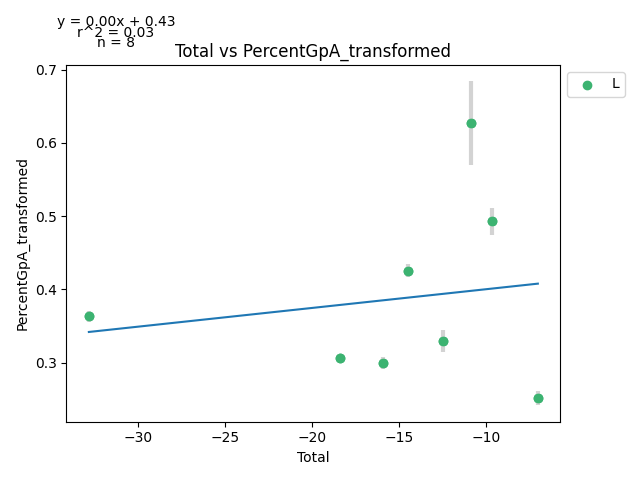 y = 0.00x + 0.43
r^2 = 0.03
n = 8
Total vs PercentGpA_transformed
L
PercentGpA_transformed
0.7
0.6
0.5
0.4
0.3
−30
−25
−20
−15
−10
Total